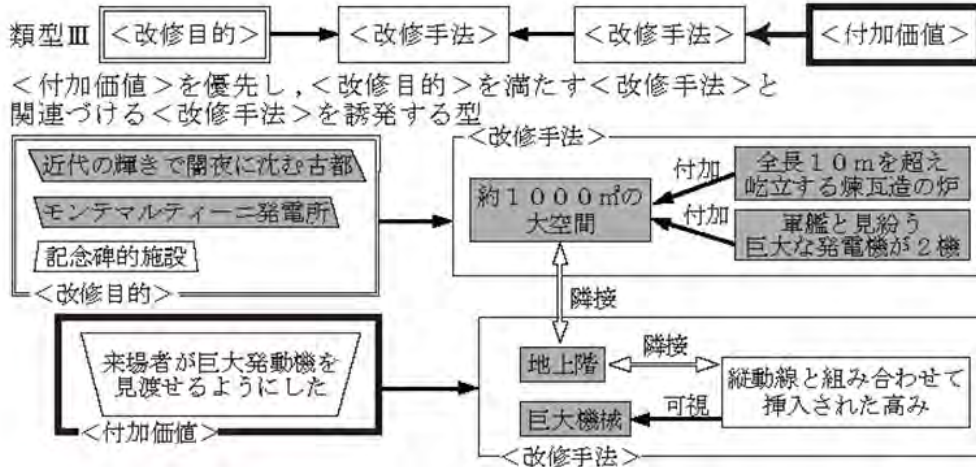 類型Ⅲ <改修目的> <改修手法> <改修手法> <付加価値>
<付加価値>を優先し,<改修目的>を満たす<改修手法>と
関連づける<改修手法>を誘発する型
近代の輝きで闇夜に沈む古都
モンテマルティーニ発電所
記念碑的施設
<改修目的>
<改修手法>
約1000㎡の
大空間
付加
全長10mを超え
屹立する煉瓦造の炉
付加
軍艦と見紛う
巨大な発電機が2機
隣接
来場者が巨大発動機を
見渡せるようにした
<付加価値>
地上階
隣接
縦動線と組み合わせて
挿入された高み
巨大機械
可視
<改修手法>